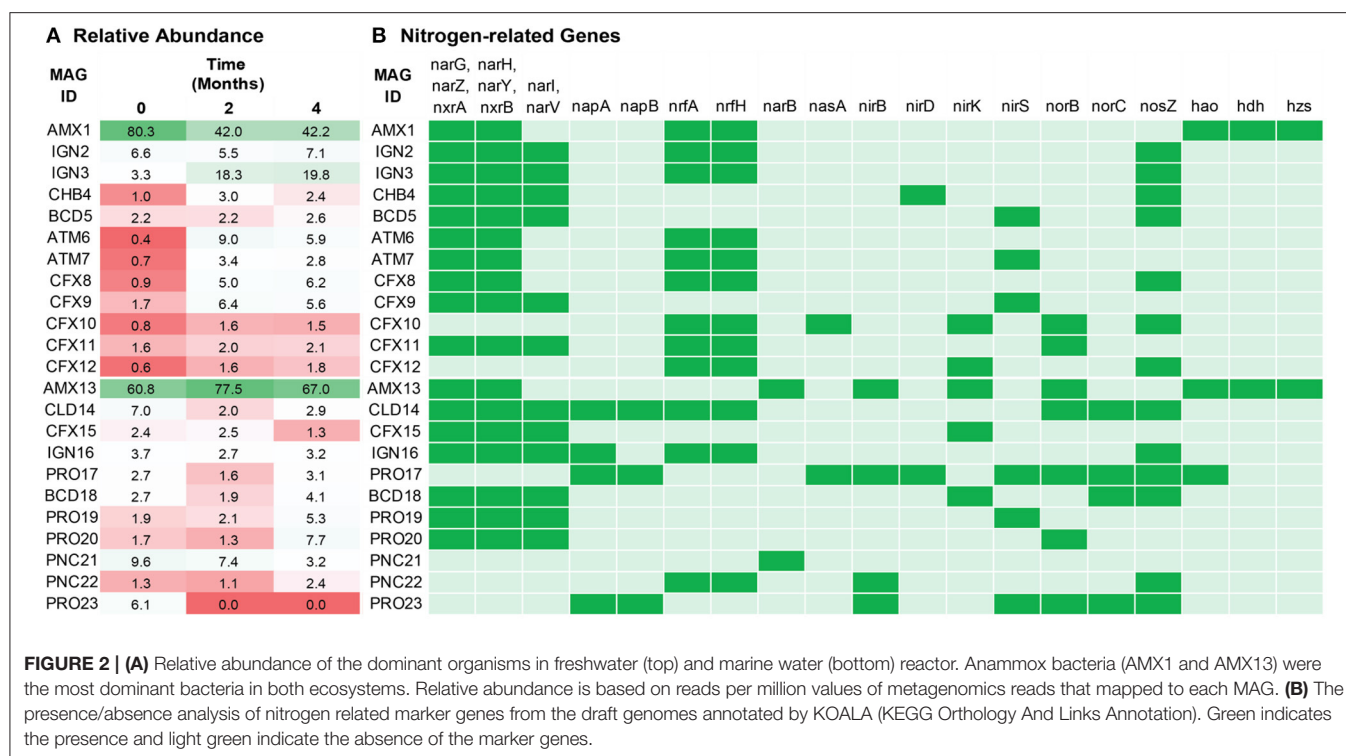 A Relative Abundance
B Nitrogen-related Genes
MAG ID
Time (Months)
0 2 4
MAG ID
narG, narZ, nxrA
narH, narY, nxrB
narI, narV
napA napB nrfA nrfH narB nasA nirB nirD nirK nirS norB norC nosZ hao hdh hzs
AMX1 80.3 42.0 42.2 AMX1
IGN2 6.6 5.5 7.1 IGN2
IGN3 3.3 18.3 19.8 IGN3
CHB4 1.0 3.0 2.4 CHB4
BCD5 2.2 2.2 2.6 BCD5
ATM6 0.4 9.0 5.9 ATM6
ATM7 0.7 3.4 2.8 ATM7
CFX8 0.9 5.0 6.2 CFX8
CFX9 1.7 6.4 5.6 CFX9
CFX10 0.8 1.6 1.5 CFX10
CFX11 1.6 2.0 2.1 CFX11
CFX12 0.6 1.6 1.8 CFX12
AMX13 60.8 77.5 67.0 AMX13
CLD14 7.0 2.0 2.9 CLD14
CFX15 2.4 2.5 1.3 CFX15
IGN16 3.7 2.7 3.2 IGN16
PRO17 2.7 1.6 3.1 PRO17
BCD18 2.7 1.9 4.1 BCD18
PRO19 1.9 2.1 5.3 PRO19
PRO20 1.7 1.3 7.7 PRO20
PNC21 9.6 7.4 3.2 PNC21
PNC22 1.3 1.1 2.4 PNC22
PRO23 6.1 0.0 0.0 PRO23
FIGURE 2 | (A) Relative abundance of the dominant organisms in freshwater (top) and marine water (bottom) reactor. Anammox bacteria (AMX1 and AMX13) were
the most dominant bacteria in both ecosystems. Relative abundance is based on reads per million values of metagenomics reads that mapped to each MAG. (B) The
presence/absence analysis of nitrogen related marker genes from the draft genomes annotated by KOALA (KEGG Orthology And Links Annotation). Green indicates
the presence and light green indicate the absence of the marker genes.